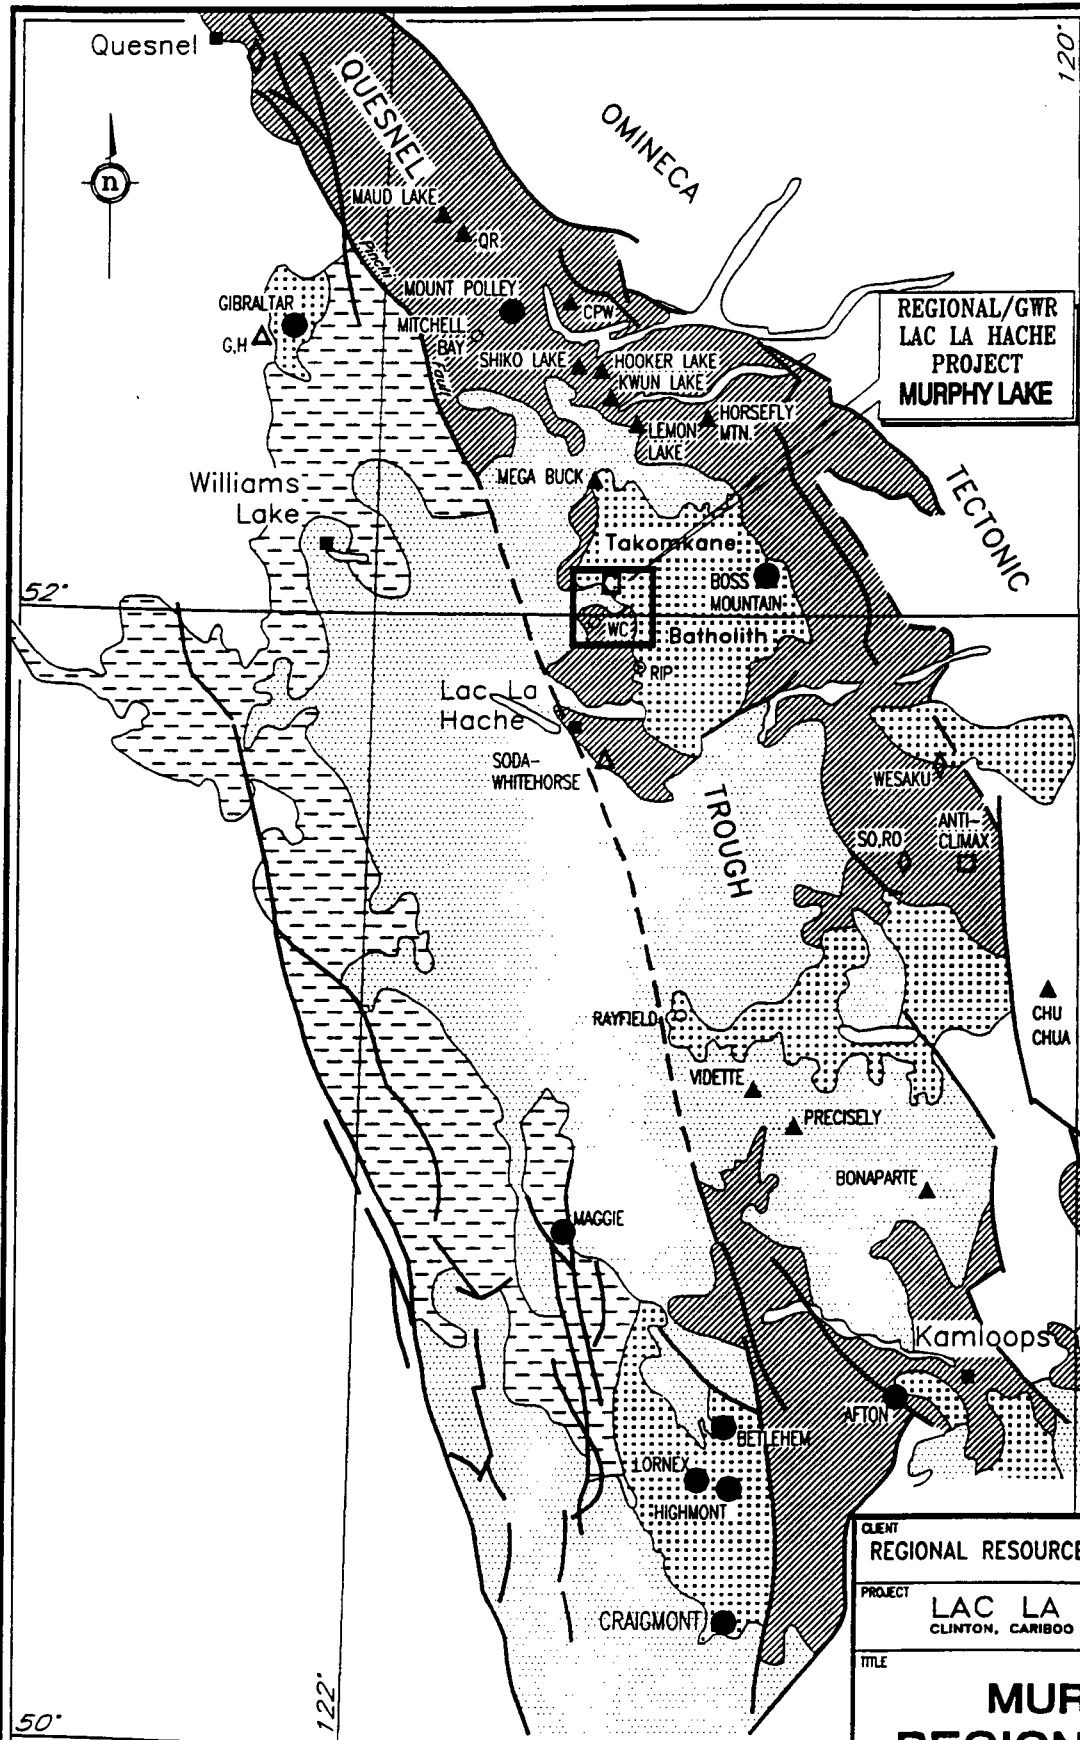 Quesnel
120°
QUESNEL
OMINECA
n
MAUD LAKE
QR
Pinchi
GIBRALTAR
MOUNT POLLEY
CPW
REGIONAL/GWR
LAC LA HACHE
PROJECT
MURPHY LAKE
G,H
MITCHELL
BAY
SHIKO LAKE
HOOKER LAKE
KWUN LAKE
Fault
HORSEFLY
MTN.
LEMON
LAKE
TECTONIC
Williams
Lake
MEGA BUCK
Takomkane
BOSS
MOUNTAIN
52°
WC
Batholith
RIP
Lac La
Hache
SODA-
WHITEHORSE
TROUGH
WESAKU
SO,RO
ANTI-
CLIMAX
RAYFIELD
CHU
CHUA
VIDETTE
PRECISELY
BONAPARTE
MAGGIE
Kamloops
AFTON
BETLEHEM
LORNEX
HIGHMONT
CRAIGMONT
CLIENT
REGIONAL RESOURCE
PROJECT
LAC LA
CLINTON, CARIBOO
TITLE
MUR
REGION
122°
50°